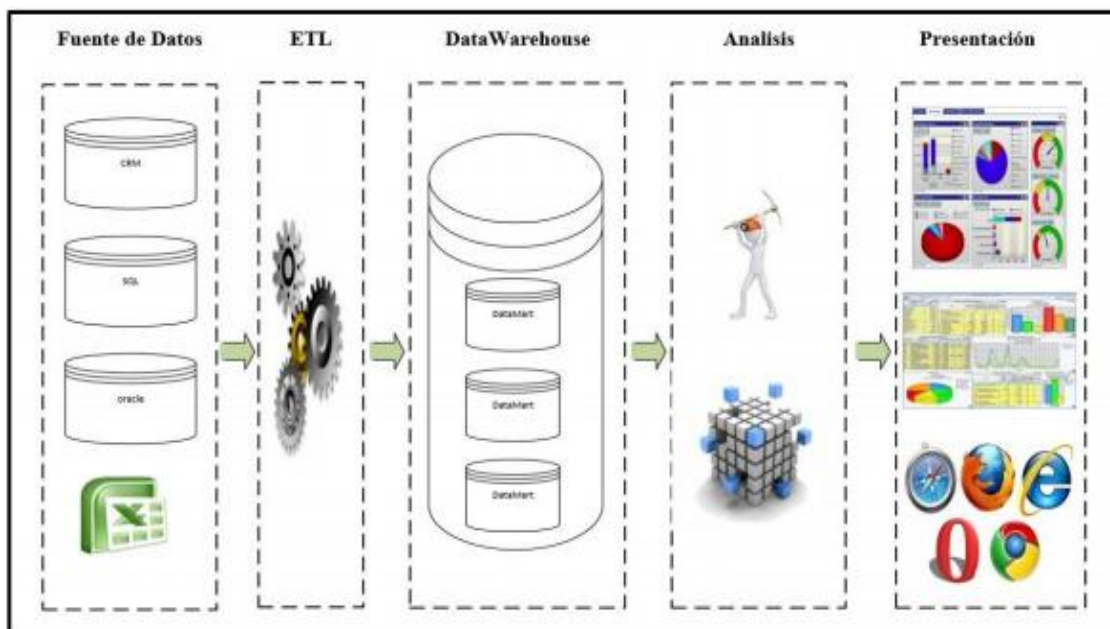 Fuente de Datos
ETL
DataWarehouse
Analisis
Presentación
CRM
SQL
oracle
DataMart
DataMart
DataMart